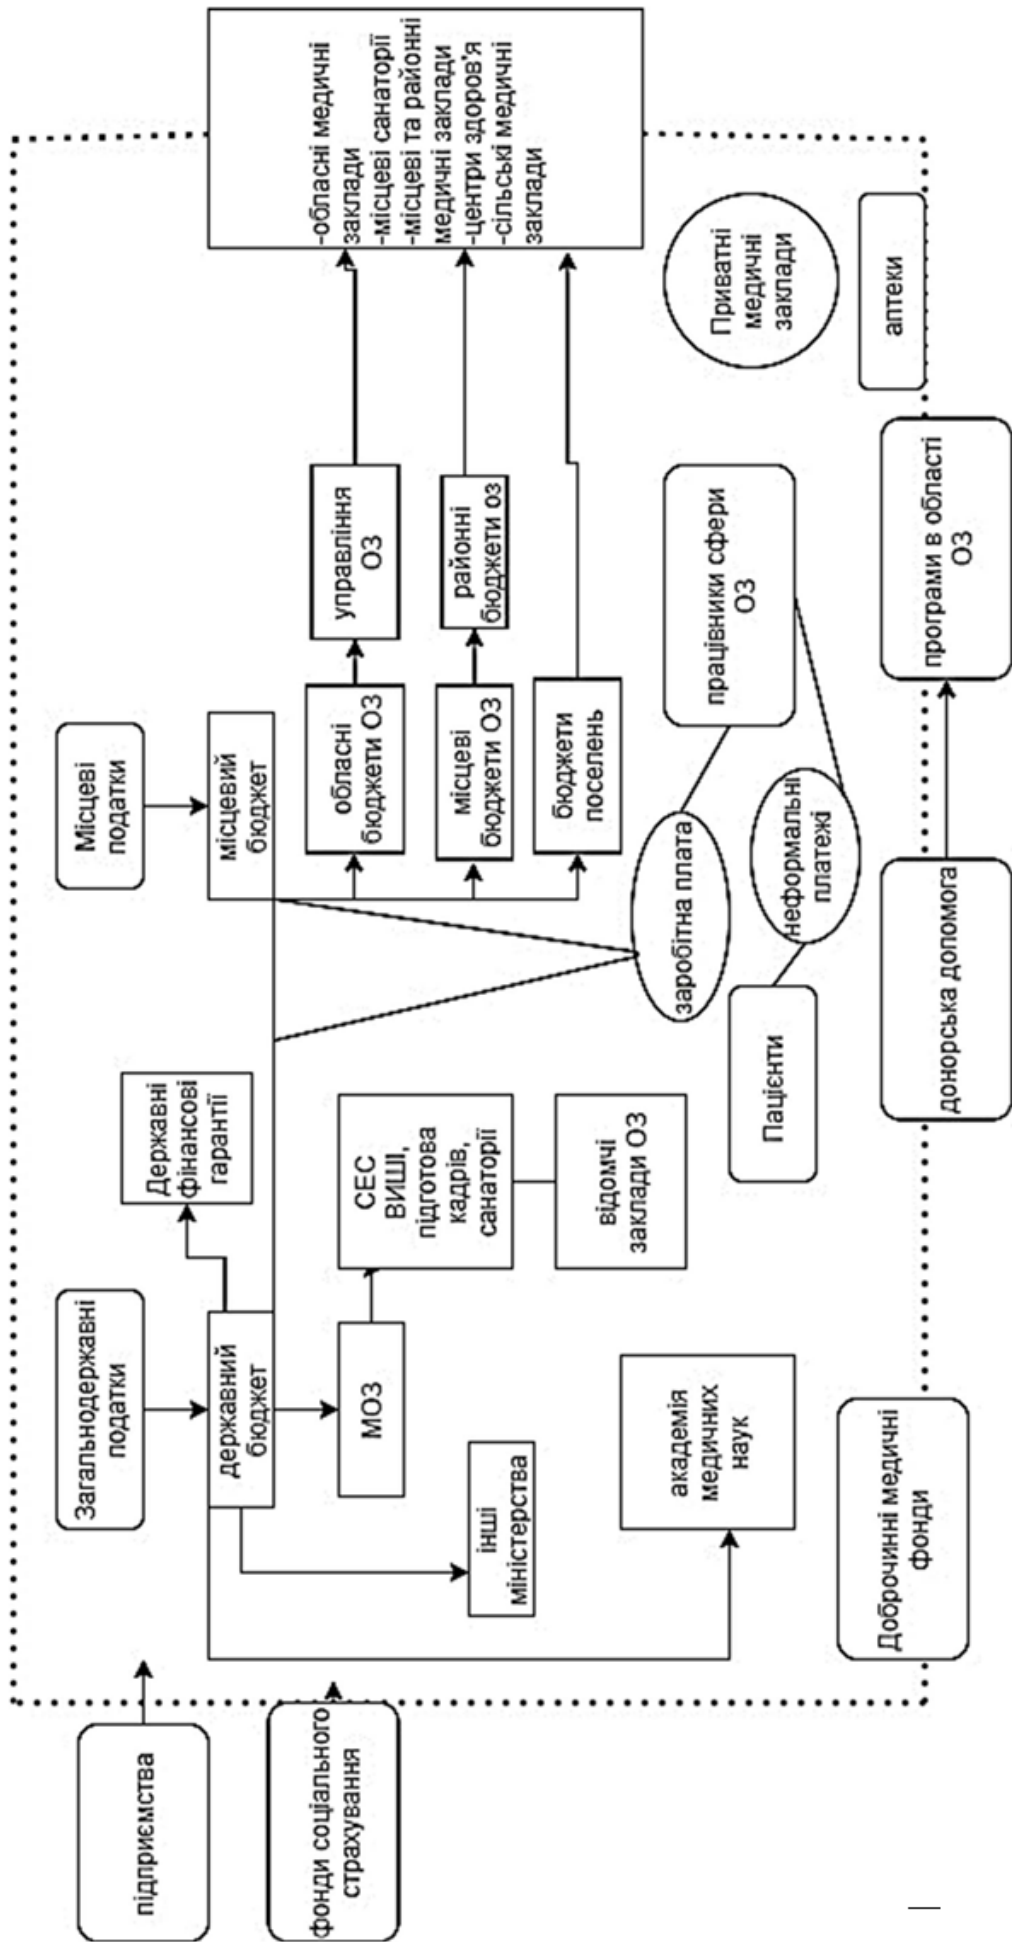 підприємства
фонди соціального
страхування
Загальнодержавні
податки
Місцеві
податки
Державні
фінансові
гарантії
державний
бюджет
місцевий
бюджет
МОЗ
інші
міністерства
СЕС
ВИШІ,
підготова
кадрів,
санаторії
відомчі
заклади ОЗ
академія
медичних
наук
обласні
бюджети ОЗ
управління
ОЗ
місцеві
бюджети ОЗ
районні
бюджети оз
бюджети
поселень
-обласні медичні
заклади
-місцеві санаторії
-місцеві та районні
медичні заклади
-центри здоров'я
-сільські медичні
заклади
заробітна плата
працівники сфери
ОЗ
Пацієнти
неформальні
платежі
Приватні
медичні
заклади
аптеки
Доброчинні медичні
фонди
донорська допомога
програми в області
ОЗ